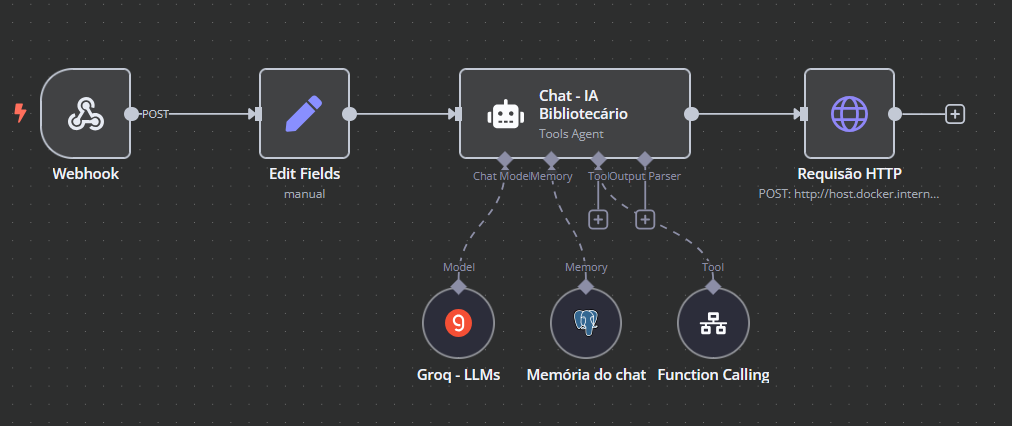 POST
Webhook
Edit Fields
manual
Chat - IA
Bibliotecário
Tools Agent
Chat Model
Memory
Tool
Output Parser
Requisão HTTP
POST: http://host.docker.intern...
Model
Memory
Tool
Groq - LLMs
Memória do chat
Function Calling